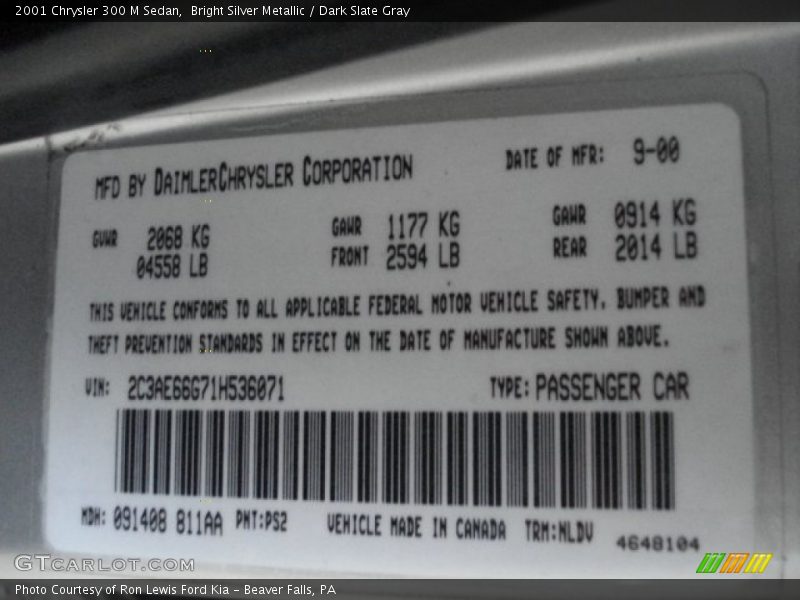 2001 Chrysler 300 M Sedan,  Bright Silver Metallic / Dark Slate Gray
MFD BY DAIMLERCHRYSLER CORPORATION
DATE OF MFR: 9-00
GVWR 2068 KG
04558 LB
GAWR 1177 KG
FRONT 2594 LB
GAWR 0914 KG
REAR 2014 LB
THIS VEHICLE CONFORMS TO ALL APPLICABLE FEDERAL MOTOR VEHICLE SAFETY, BUMPER AND
THEFT PREVENTION STANDARDS IN EFFECT ON THE DATE OF MANUFACTURE SHOWN ABOVE.
VIN: 2C3AE66G71H536071 TYPE: PASSENGER CAR
MDH: 091408 811AA PNT:PS2 VEHICLE MADE IN CANADA TRM:NLDV 4648104
GTCARLOT.COM
Photo Courtesy of Ron Lewis Ford Kia – Beaver Falls, PA